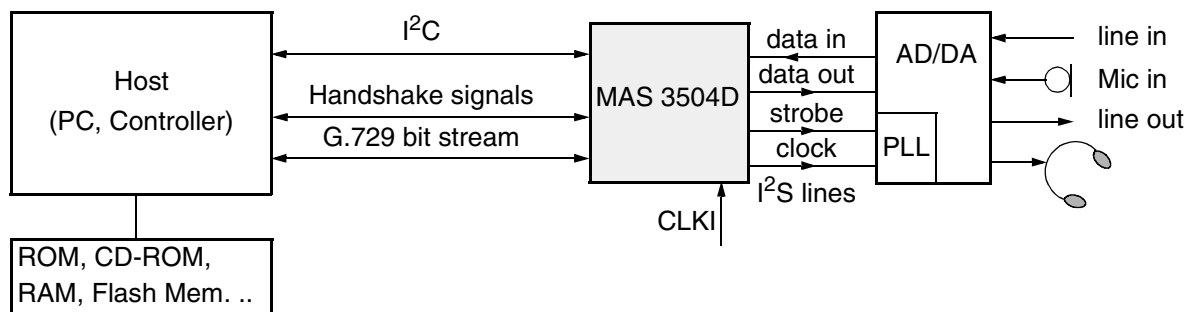 Host
(PC, Controller)
I²C
Handshake signals
G.729 bit stream
MAS 3504D
CLKI
data in
data out
strobe
clock
I²S lines
AD/DA
PLL
line in
Mic in
line out
ROM, CD-ROM,
RAM, Flash Mem. ..